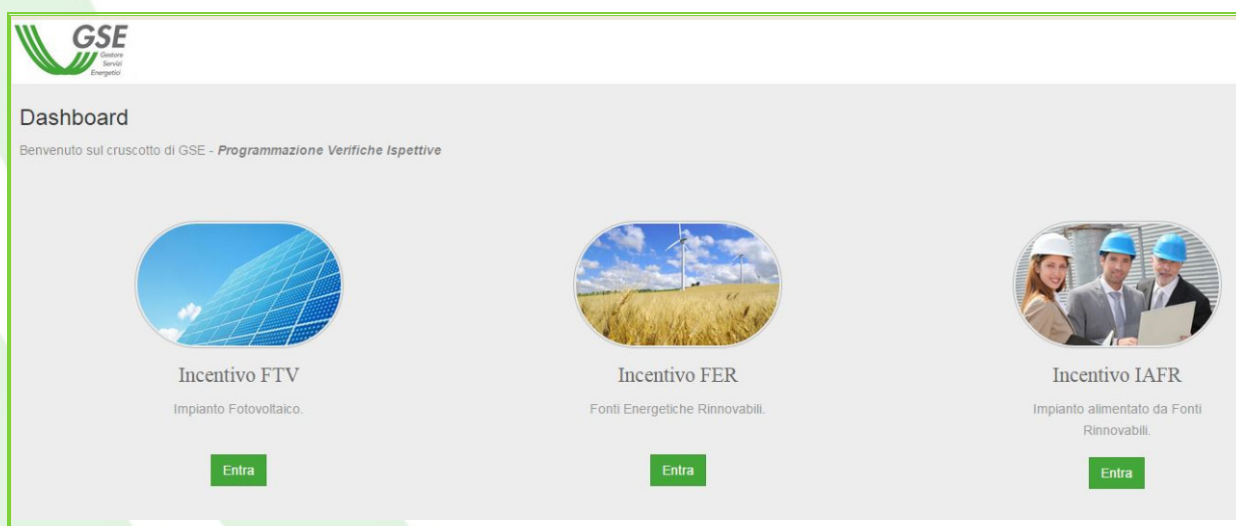 GSE
Gestore
Servizi
Energetici
Dashboard
Benvenuto sul cruscotto di GSE - Programmazione Verifiche Ispettive
Incentivo FTV
Impianto Fotovoltaico.
Entra
Incentivo FER
Fonti Energetiche Rinnovabili.
Entra
Incentivo IAFR
Impianto alimentato da Fonti
Rinnovabili.
Entra